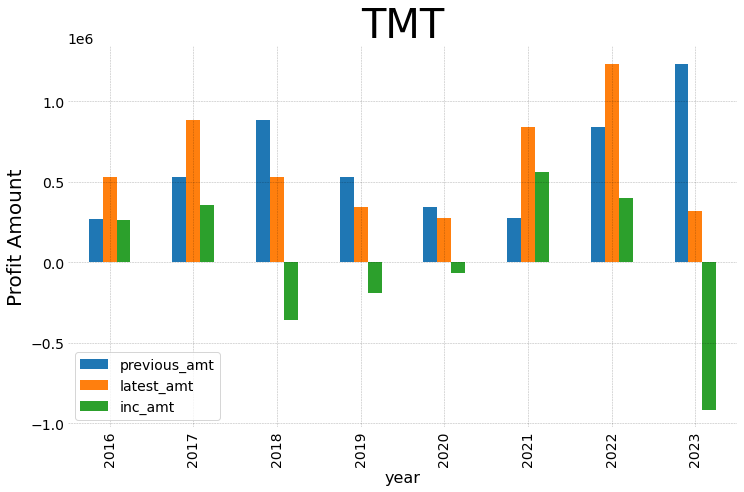 TMT
1e6
1.0
0.5
0.0
−0.5
−1.0
Profit Amount
previous_amt
latest_amt
inc_amt
2016 2017 2018 2019 2020 2021 2022 2023
year